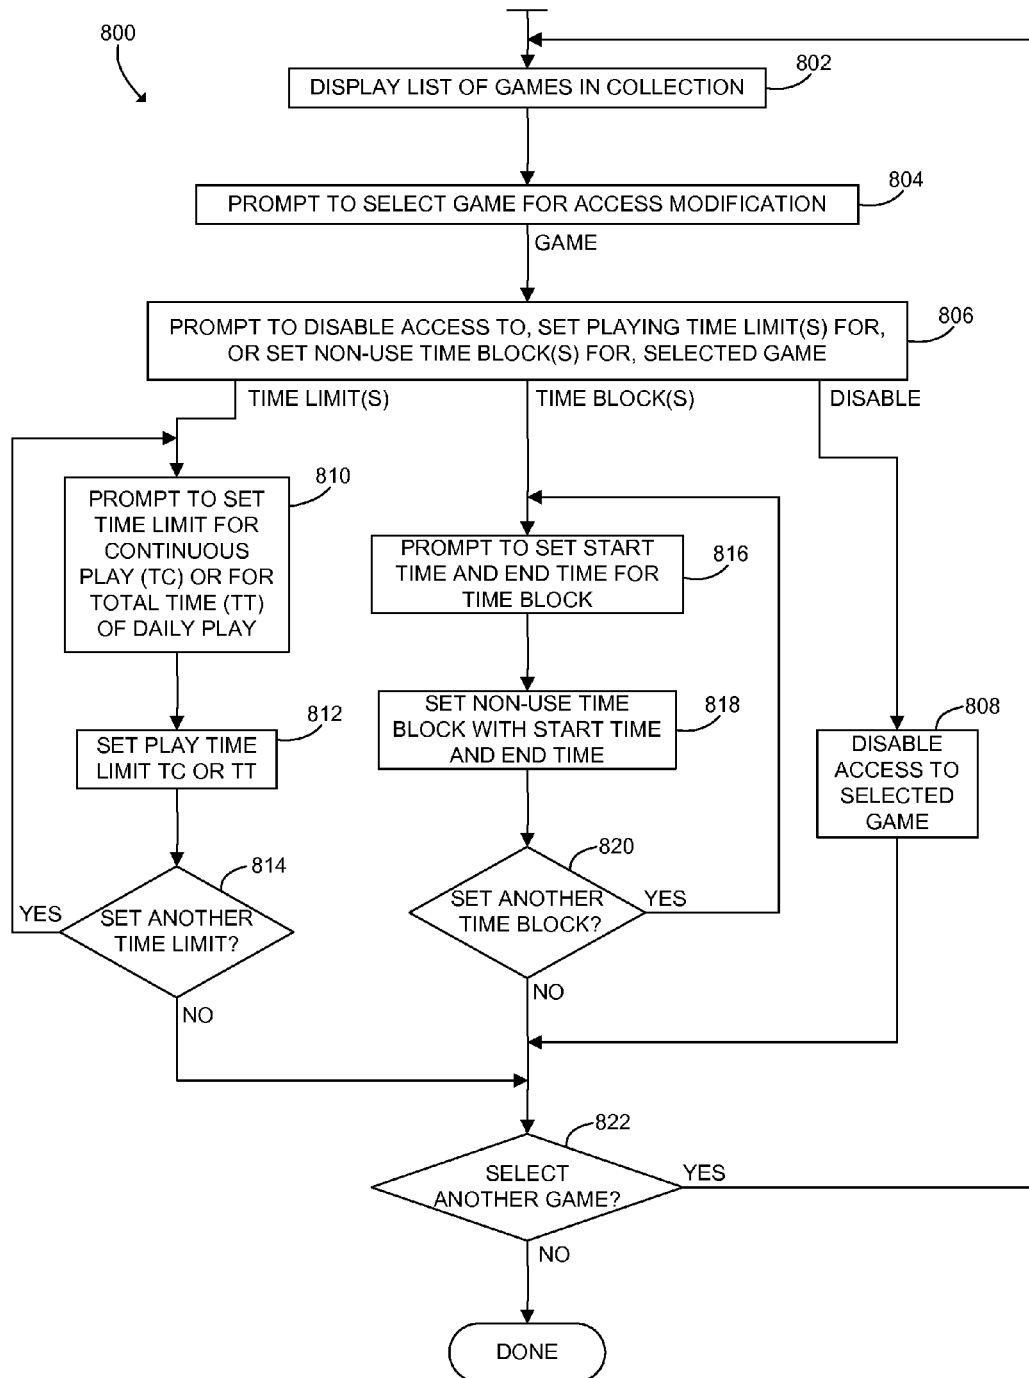 800
DISPLAY LIST OF GAMES IN COLLECTION
802
PROMPT TO SELECT GAME FOR ACCESS MODIFICATION
804
GAME
PROMPT TO DISABLE ACCESS TO, SET PLAYING TIME LIMIT(S) FOR,
OR SET NON-USE TIME BLOCK(S) FOR, SELECTED GAME
806
TIME LIMIT(S)
TIME BLOCK(S)
DISABLE
PROMPT TO SET
TIME LIMIT FOR
CONTINUOUS
PLAY (TC) OR FOR
TOTAL TIME (TT)
OF DAILY PLAY
810
SET PLAY TIME
LIMIT TC OR TT
812
SET ANOTHER
TIME LIMIT?
814
YES
NO
PROMPT TO SET START
TIME AND END TIME FOR
TIME BLOCK
816
SET NON-USE TIME
BLOCK WITH START TIME
AND END TIME
818
SET ANOTHER
TIME BLOCK?
820
YES
NO
DISABLE
ACCESS TO
SELECTED
GAME
808
SELECT
ANOTHER GAME?
822
YES
NO
DONE